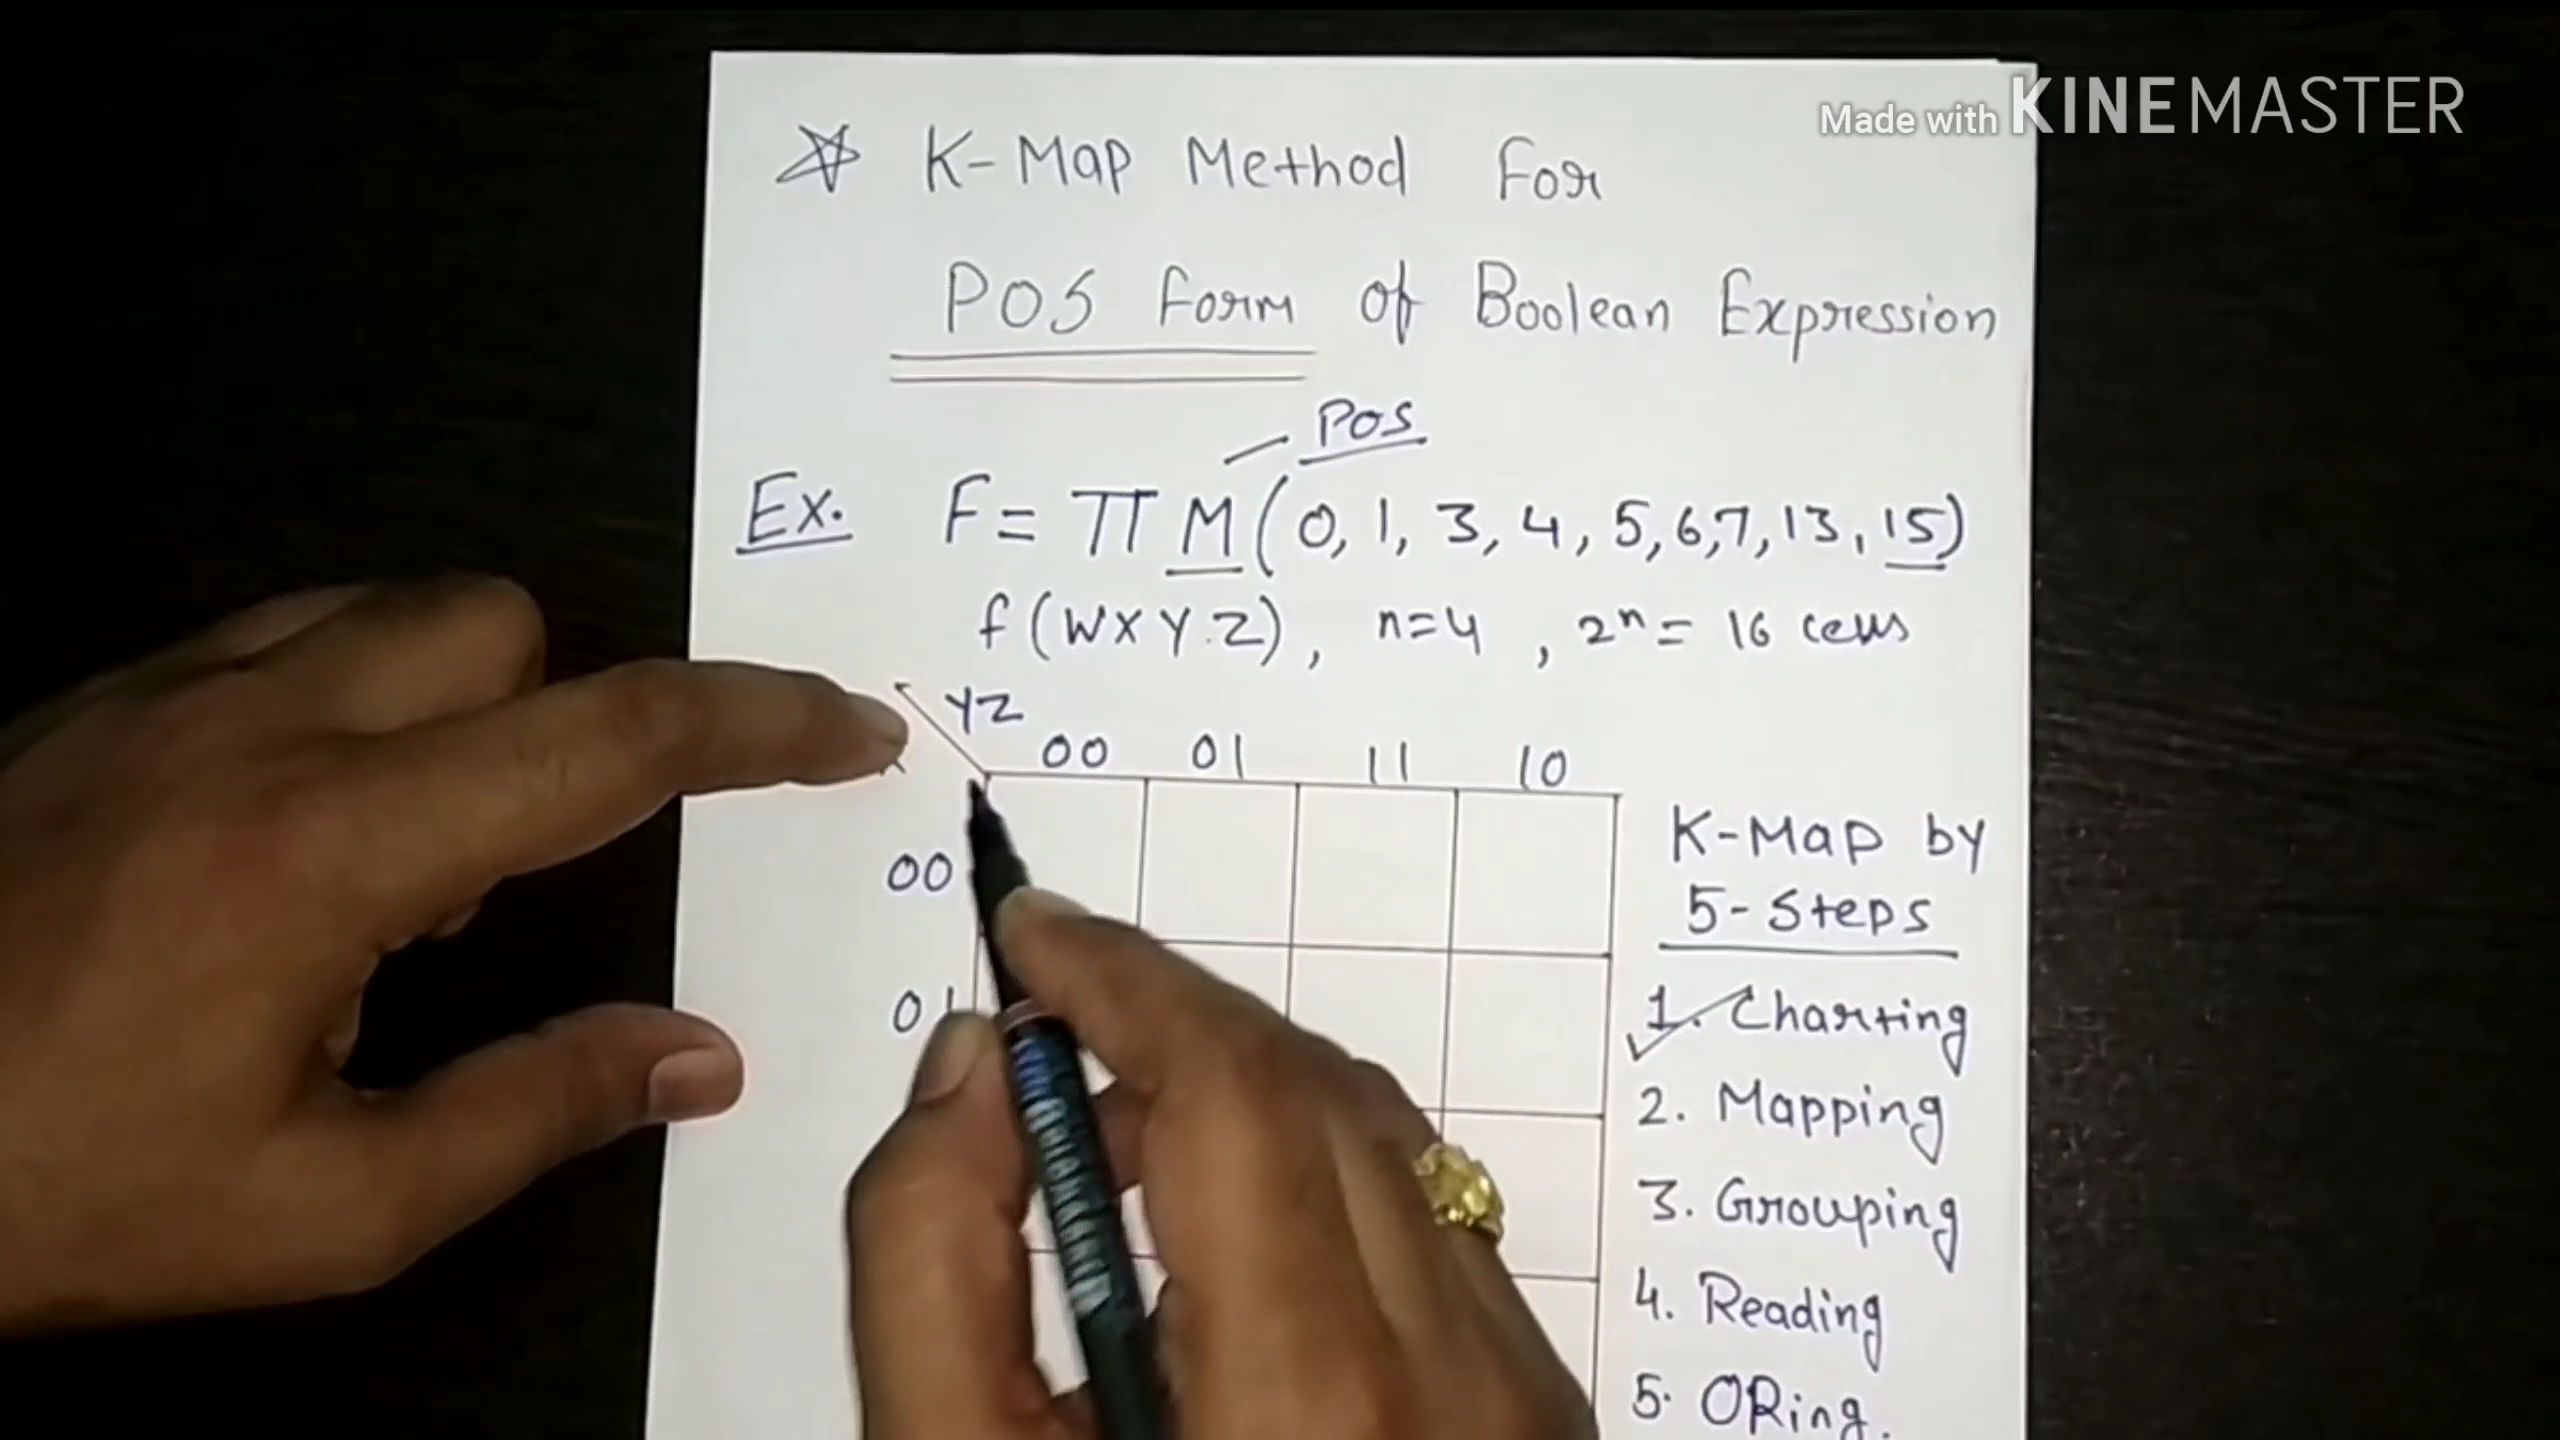 Made with KINEMASTER
K-Map Method For
POS Form of Boolean Expression
POS
Ex. F = π M (0, 1, 3, 4, 5, 6, 7, 13, 15)
f (W X Y Z), n=4, 2ⁿ = 16 cells
YZ
00 01 11 10
00
01
K-Map by
5-Steps
1. Charting
2. Mapping
3. Grouping
4. Reading
5. ORing.